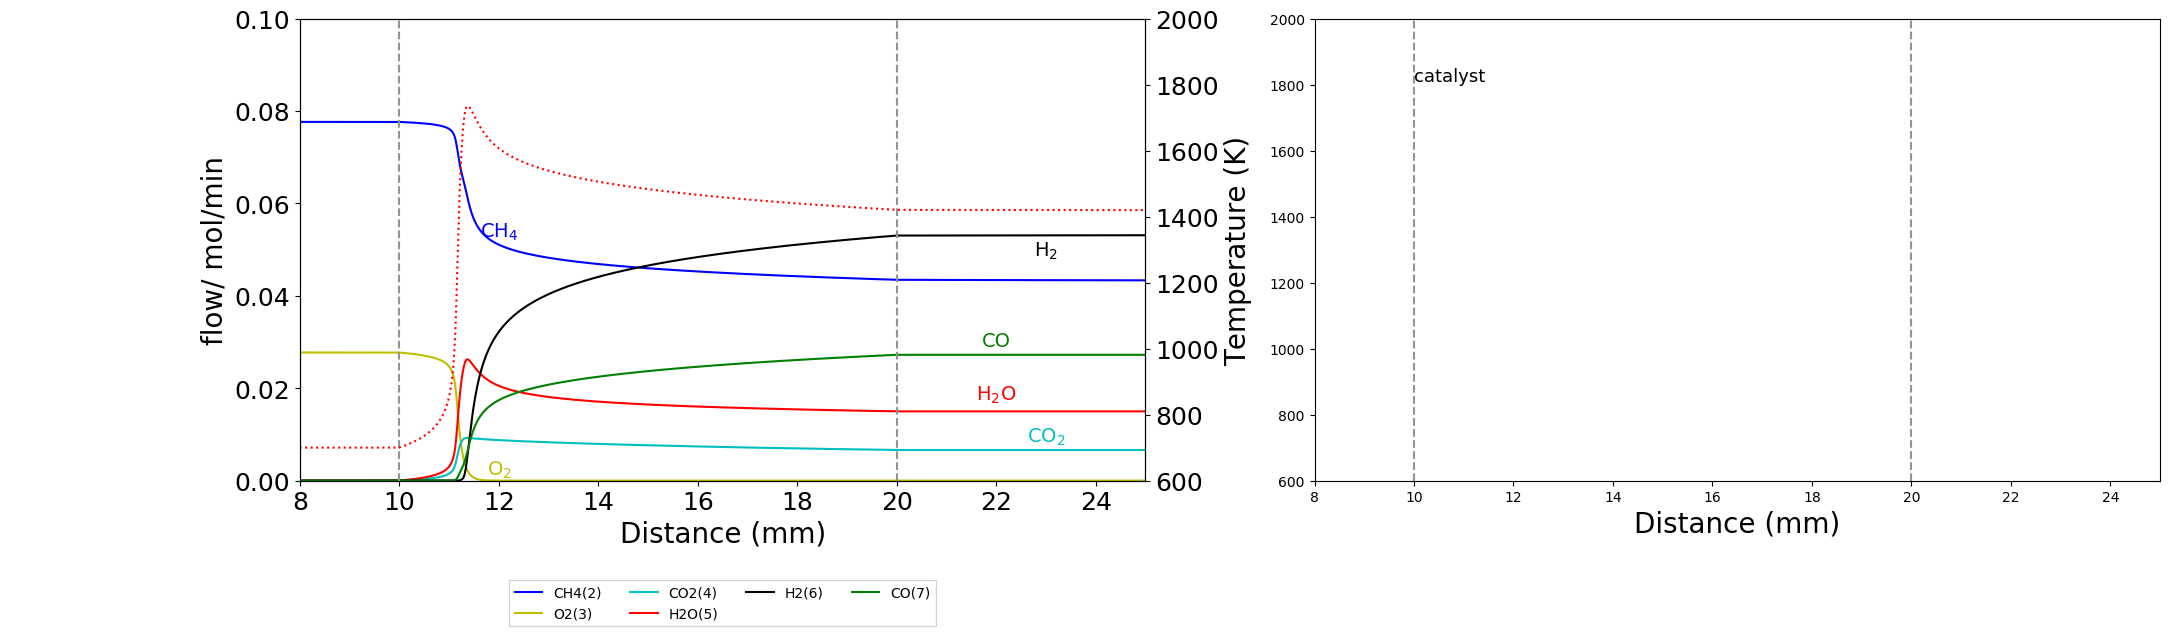 0.10
0.08
0.06
0.04
0.02
0.00
flow/ mol/min
8 10 12 14 16 18 20 22 24
Distance (mm)
2000
1800
1600
1400
1200
1000
800
600
Temperature (K)
CH₄
H₂
CO
H₂O
CO₂
O₂
CH4(2) CO2(4) H2(6) CO(7)
O2(3) H2O(5)
2000
1800
1600
1400
1200
1000
800
600
catalyst
8 10 12 14 16 18 20 22 24
Distance (mm)